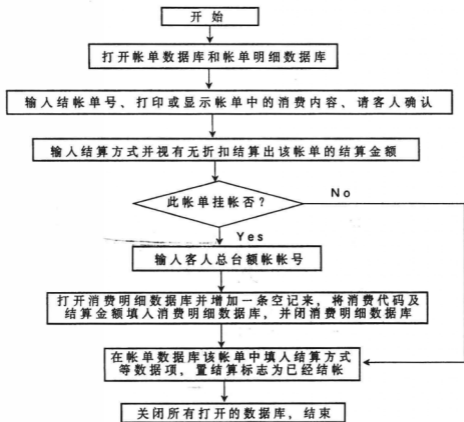 开 始
打开帐单数据库和帐单明细数据库
输人结帐单号、打印或显示帐单中的消费内容、请客人确认
输人结算方式并视有无折扣结算出该帐单的结算金额
此帐单挂帐否?
No
Yes
输人客人总台额帐帐号
打开消费明细数据库并增加一条空记来，将消费代码及
结算金额填人消费明细数据库，并闭消费明细数据库
在帐单数据库该帐单中填人结算方式
等数据项，置结算标志为已经结帐
关闭所有打开的数据库，结束